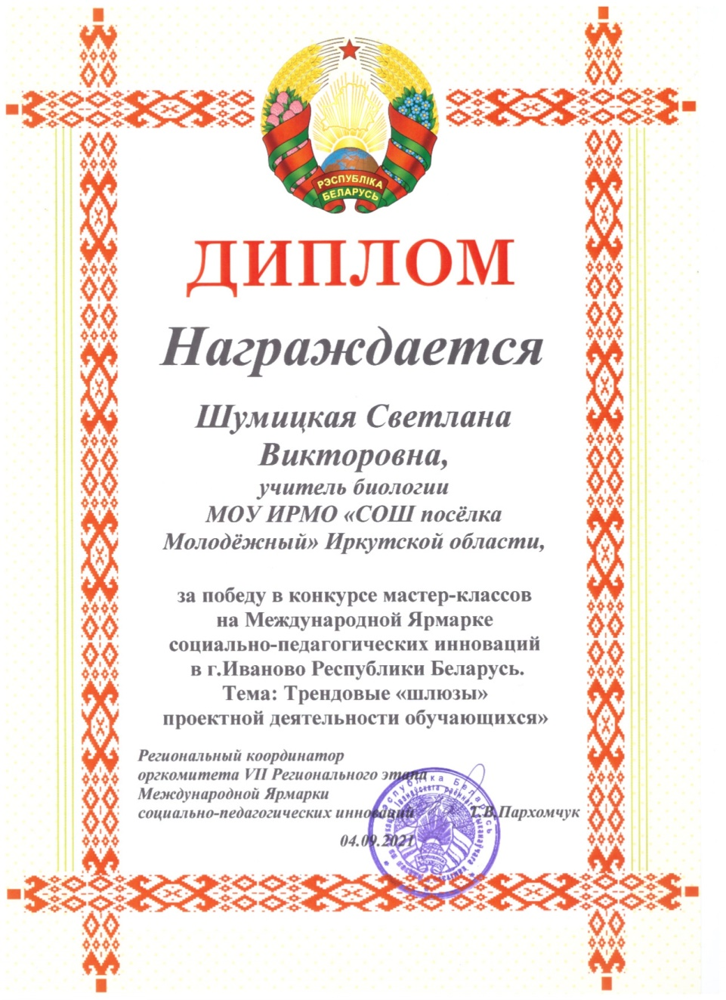 РЭСПУБЛІКА
БЕЛАРУСЬ
ДИПЛОМ
Награждается
Шумицкая Светлана
Викторовна,
учитель биологии
МОУ ИРМО «СОШ посёлка
Молодёжный» Иркутской области,
за победу в конкурсе мастер-классов
на Международной Ярмарке
социально-педагогических инноваций
в г.Иваново Республики Беларусь.
Тема: Трендовые «шлюзы»
проектной деятельности обучающихся»
Региональный координатор
оргкомитета VII Регионального этапа
Международной Ярмарки
социально-педагогических инноваций Т.В.Пархомчук
04.09.2021
Рэспубліка Беларусь